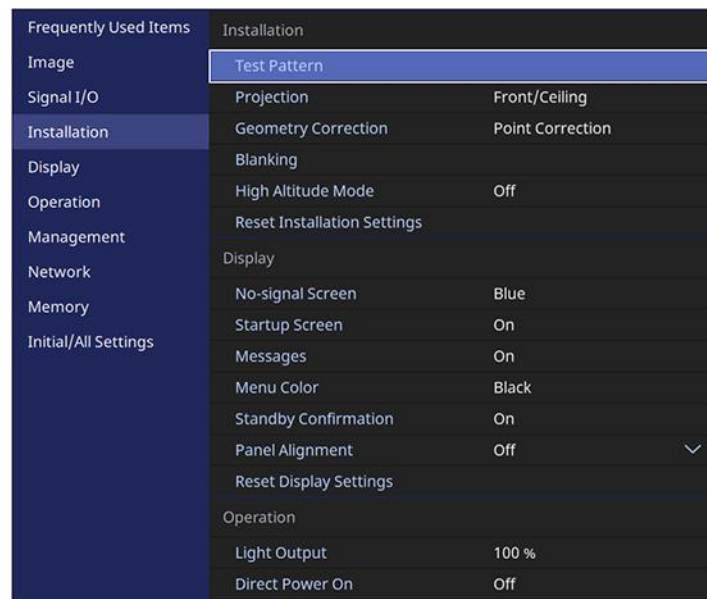 Frequently Used Items
Image
Signal I/O
Installation
Display
Operation
Management
Network
Memory
Initial/All Settings
Installation
Test Pattern
Projection Front/Ceiling
Geometry Correction Point Correction
Blanking
High Altitude Mode Off
Reset Installation Settings
Display
No-signal Screen Blue
Startup Screen On
Messages On
Menu Color Black
Standby Confirmation On
Panel Alignment Off
Reset Display Settings
Operation
Light Output 100 %
Direct Power On Off